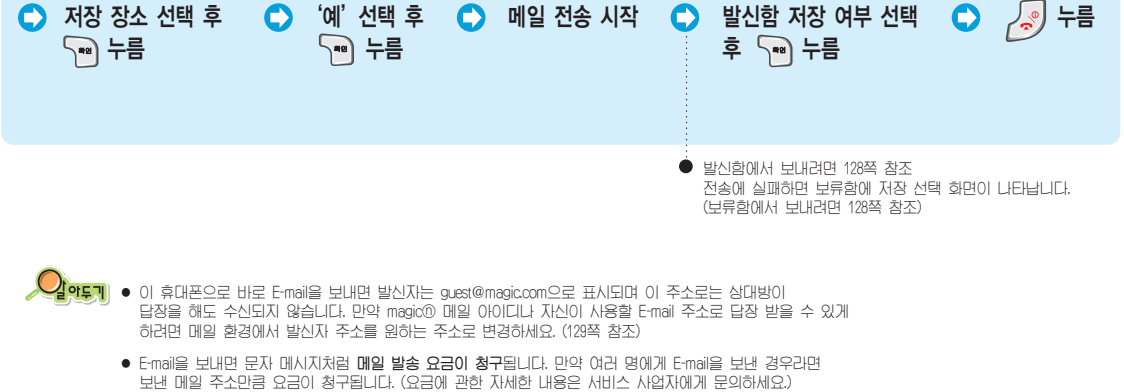 저장 장소 선택 후
확인 누름
‘예’ 선택 후
확인 누름
메일 전송 시작
발신함 저장 여부 선택
후 확인 누름
누름
● 발신함에서 보내려면 128쪽 참조
전송에 실패하면 보류함에 저장 선택 화면이 나타납니다.
(보류함에서 보내려면 128쪽 참조)
알아두기
● 이 휴대폰으로 바로 E-mail을 보내면 발신자는 guest@magic.com으로 표시되며 이 주소로는 상대방이
답장을 해도 수신되지 않습니다. 만약 magicⓝ 메일 아이디나 자신이 사용할 E-mail 주소로 답장 받을 수 있게
하려면 메일 환경에서 발신자 주소를 원하는 주소로 변경하세요. (129쪽 참조)
● E-mail을 보내면 문자 메시지처럼 메일 발송 요금이 청구됩니다. 만약 여러 명에게 E-mail을 보낸 경우라면
보낸 메일 주소만큼 요금이 청구됩니다. (요금에 관한 자세한 내용은 서비스 사업자에게 문의하세요.)